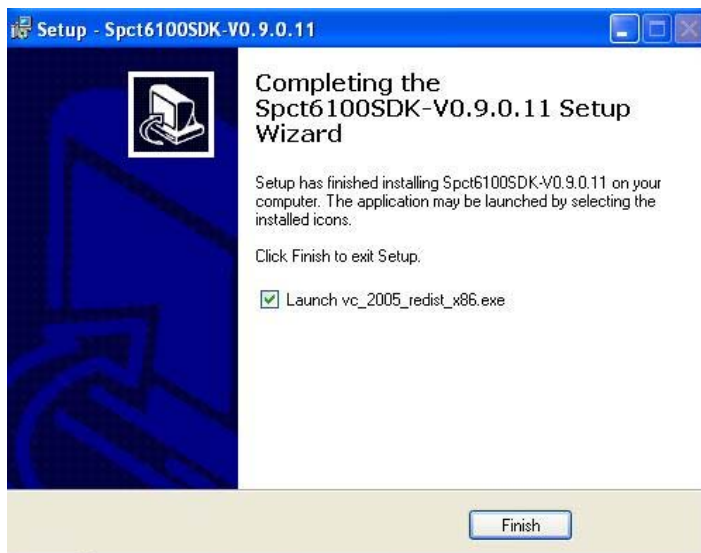 Setup - Spct6100SDK-V0.9.0.11
Completing the
Spct6100SDK-V0.9.0.11 Setup
Wizard
Setup has finished installing Spct6100SDK-V0.9.0.11 on your
computer. The application may be launched by selecting the
installed icons.
Click Finish to exit Setup.
Launch vc_2005_redist_x86.exe
Finish